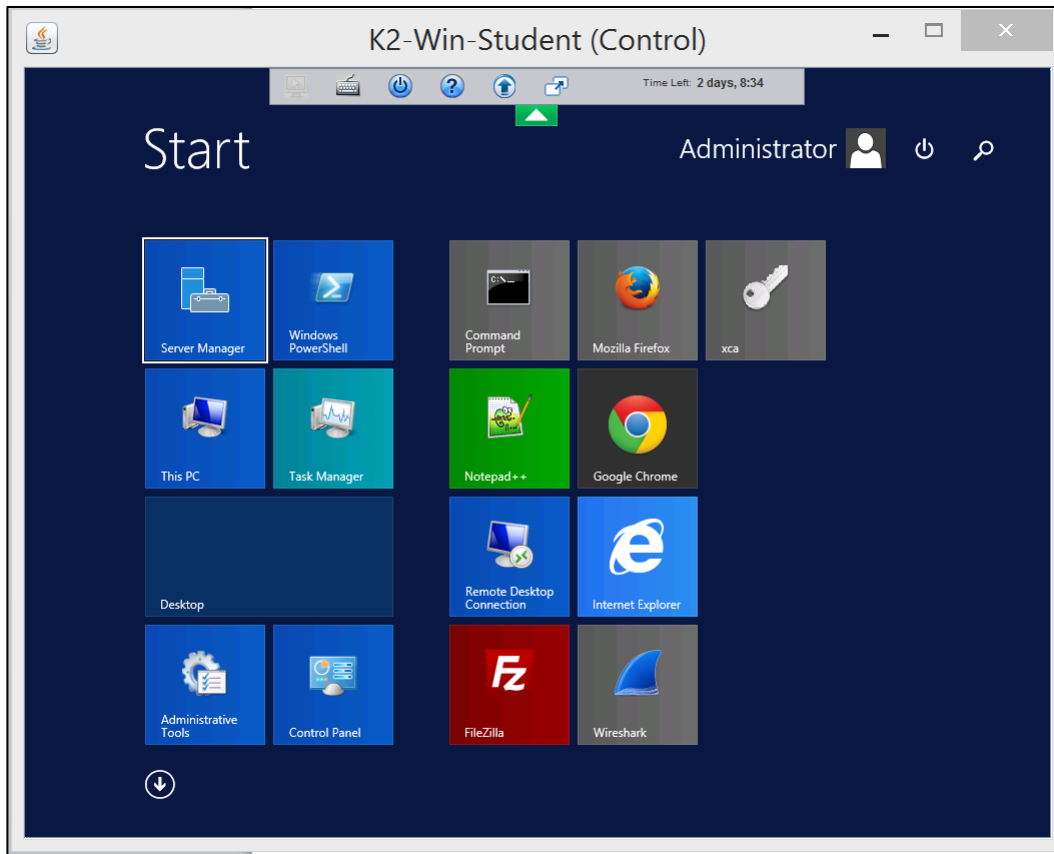 K2-Win-Student (Control)
Time Left: 2 days, 8:34
Start
Administrator
Server Manager
Windows
PowerShell
C:\_
Command
Prompt
Mozilla Firefox
xca
This PC
Task Manager
Notepad++
Google Chrome
Desktop
Remote Desktop
Connection
Internet Explorer
Administrative
Tools
Control Panel
Fz
FileZilla
Wireshark